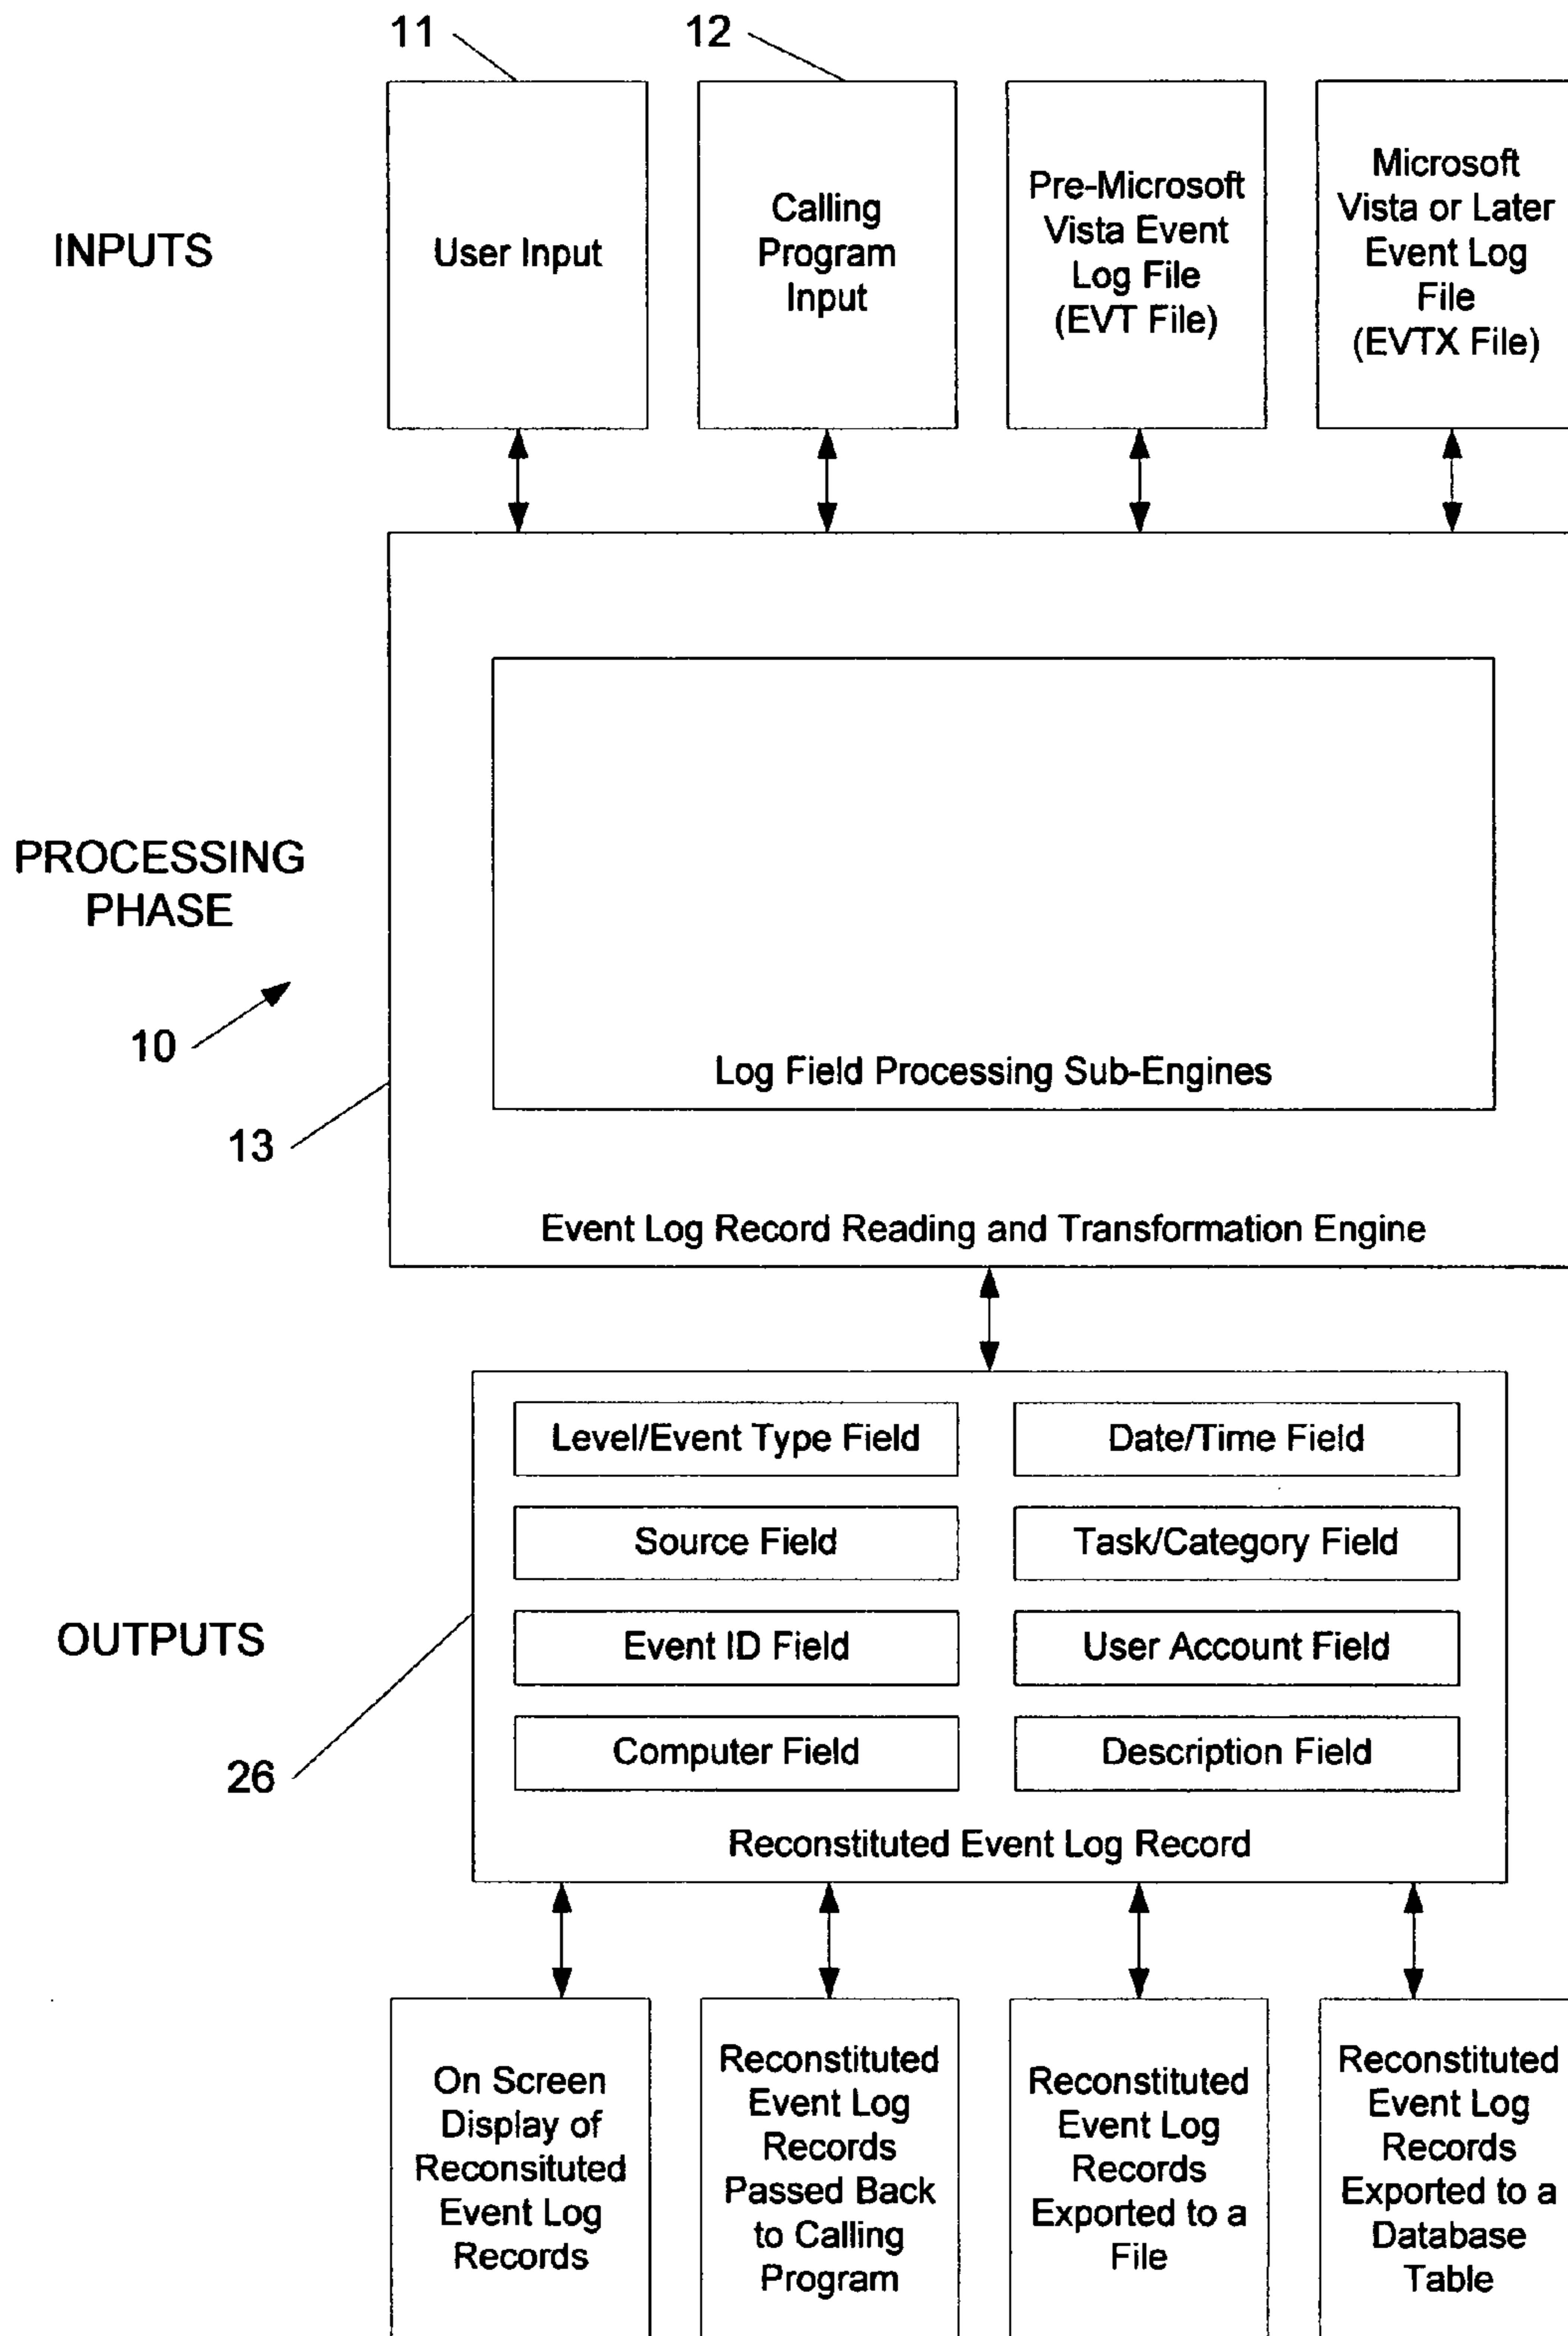 11
12
INPUTS
User Input
Calling
Program
Input
Pre-Microsoft
Vista Event
Log File
(EVT File)
Microsoft
Vista or Later
Event Log
File
(EVTX File)
PROCESSING
PHASE
10
13
Log Field Processing Sub-Engines
Event Log Record Reading and Transformation Engine
OUTPUTS
26
Level/Event Type Field
Date/Time Field
Source Field
Task/Category Field
Event ID Field
User Account Field
Computer Field
Description Field
Reconstituted Event Log Record
On Screen
Display of
Reconsituted
Event Log
Records
Reconstituted
Event Log
Records
Passed Back
to Calling
Program
Reconstituted
Event Log
Records
Exported to a
File
Reconstituted
Event Log
Records
Exported to a
Database
Table